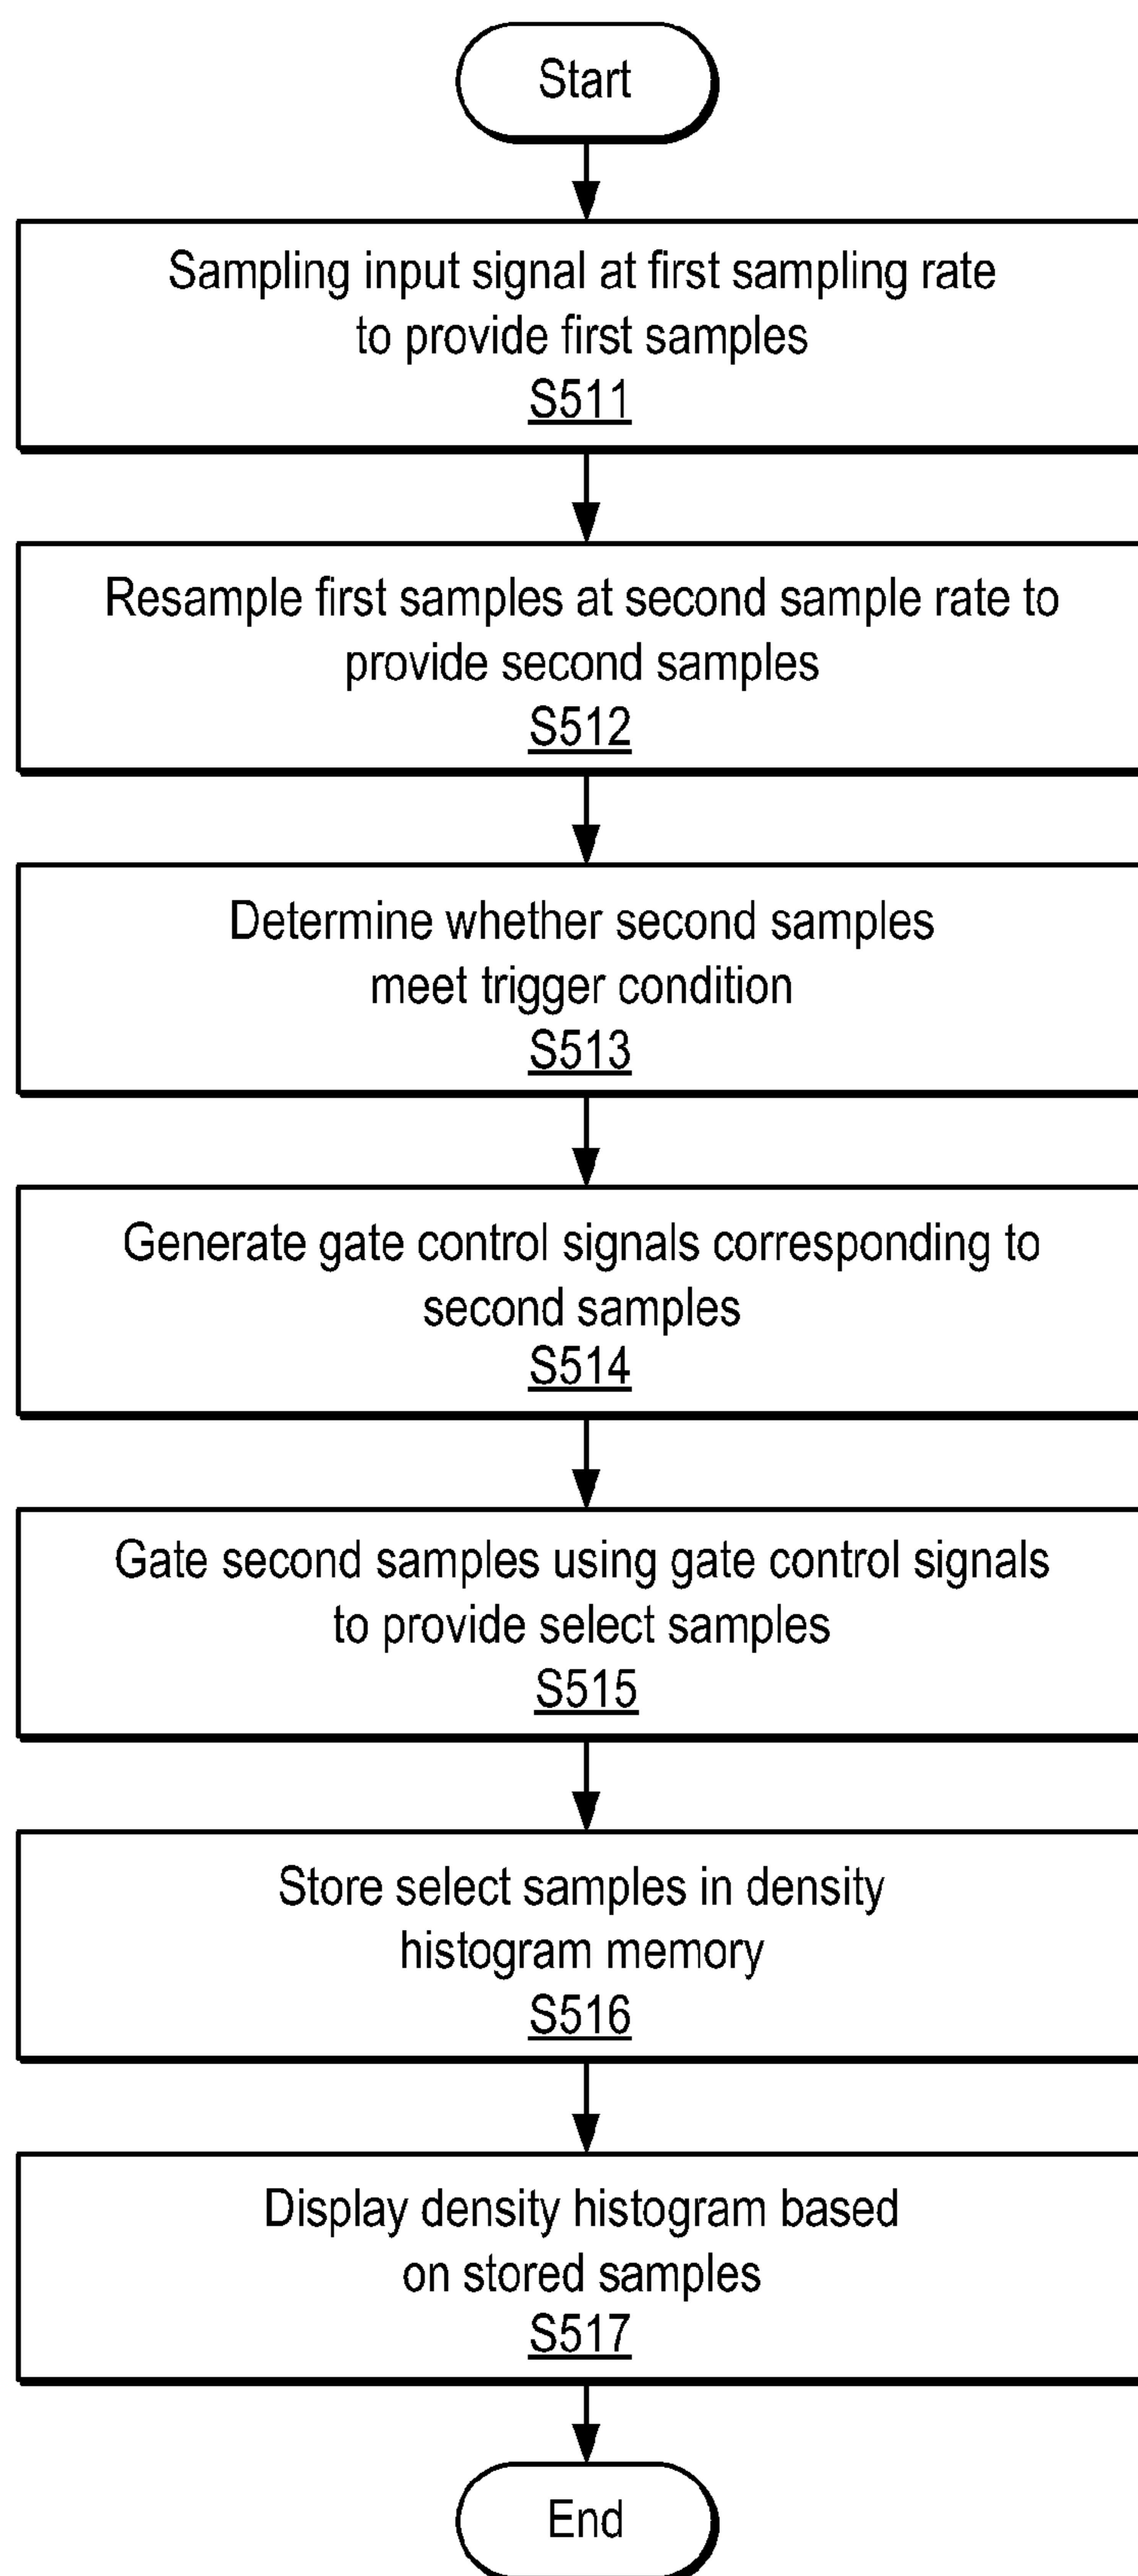 Start
Sampling input signal at first sampling rate
to provide first samples
S511
Resample first samples at second sample rate to
provide second samples
S512
Determine whether second samples
meet trigger condition
S513
Generate gate control signals corresponding to
second samples
S514
Gate second samples using gate control signals
to provide select samples
S515
Store select samples in density
histogram memory
S516
Display density histogram based
on stored samples
S517
End